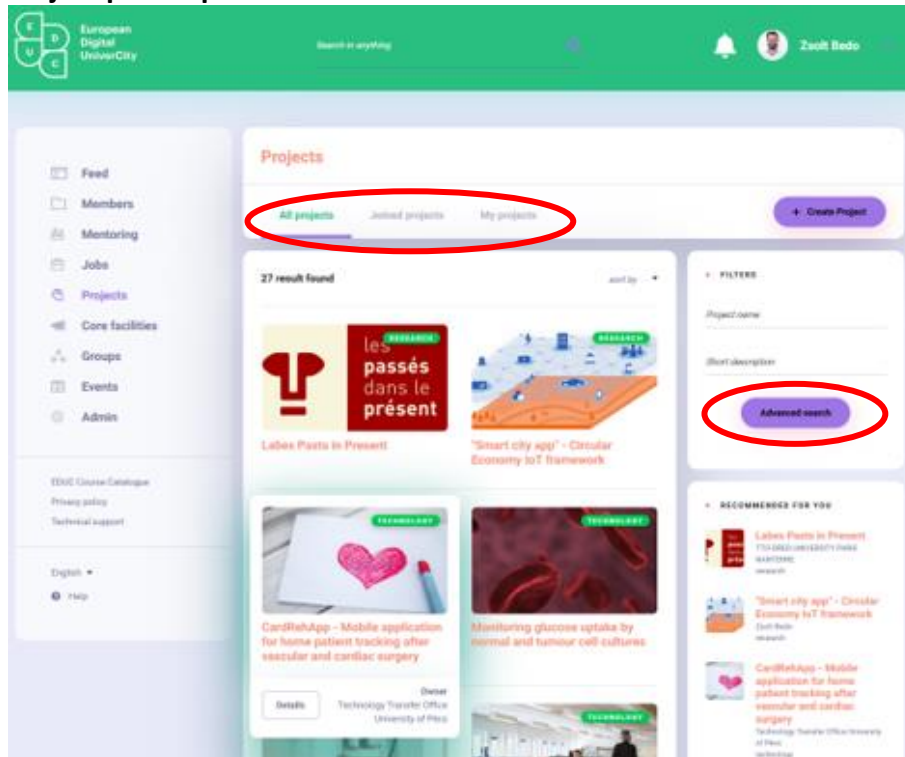 European
Digital
UniverCity
E
D
U
C
Search in anything
Zsolt Bedo
Feed
Members
Mentoring
Jobs
Projects
Core facilities
Groups
Events
Admin
EDUC Course Catalogue
Privacy policy
Technical support
English
Help
Projects
All projects
Joined projects
My projects
+ Create Project
27 result found
sort by
RESEARCH
les
passés
dans le
présent
Labex Pasts in Present
RESEARCH
"Smart city app" - Circular
Economy IoT framework
TECHNOLOGY
CardRehApp - Mobile application
for home patient tracking after
vascular and cardiac surgery
Details
Owner
Technology Transfer Office
University of Pécs
TECHNOLOGY
Monitoring glucose uptake by
normal and tumour cell cultures
TECHNOLOGY
FILTERS
Project name
Short description
Advanced search
RECOMMENDED FOR YOU
Labex Pasts in Present
UNIVERSITY PARIS
NANTERRE
research
"Smart city app" - Circular
Economy IoT framework
Zsolt Bedo
research
CardRehApp - Mobile
application for home
patient tracking after
vascular and cardiac
surgery
Technology Transfer Office University
of Pécs
technology